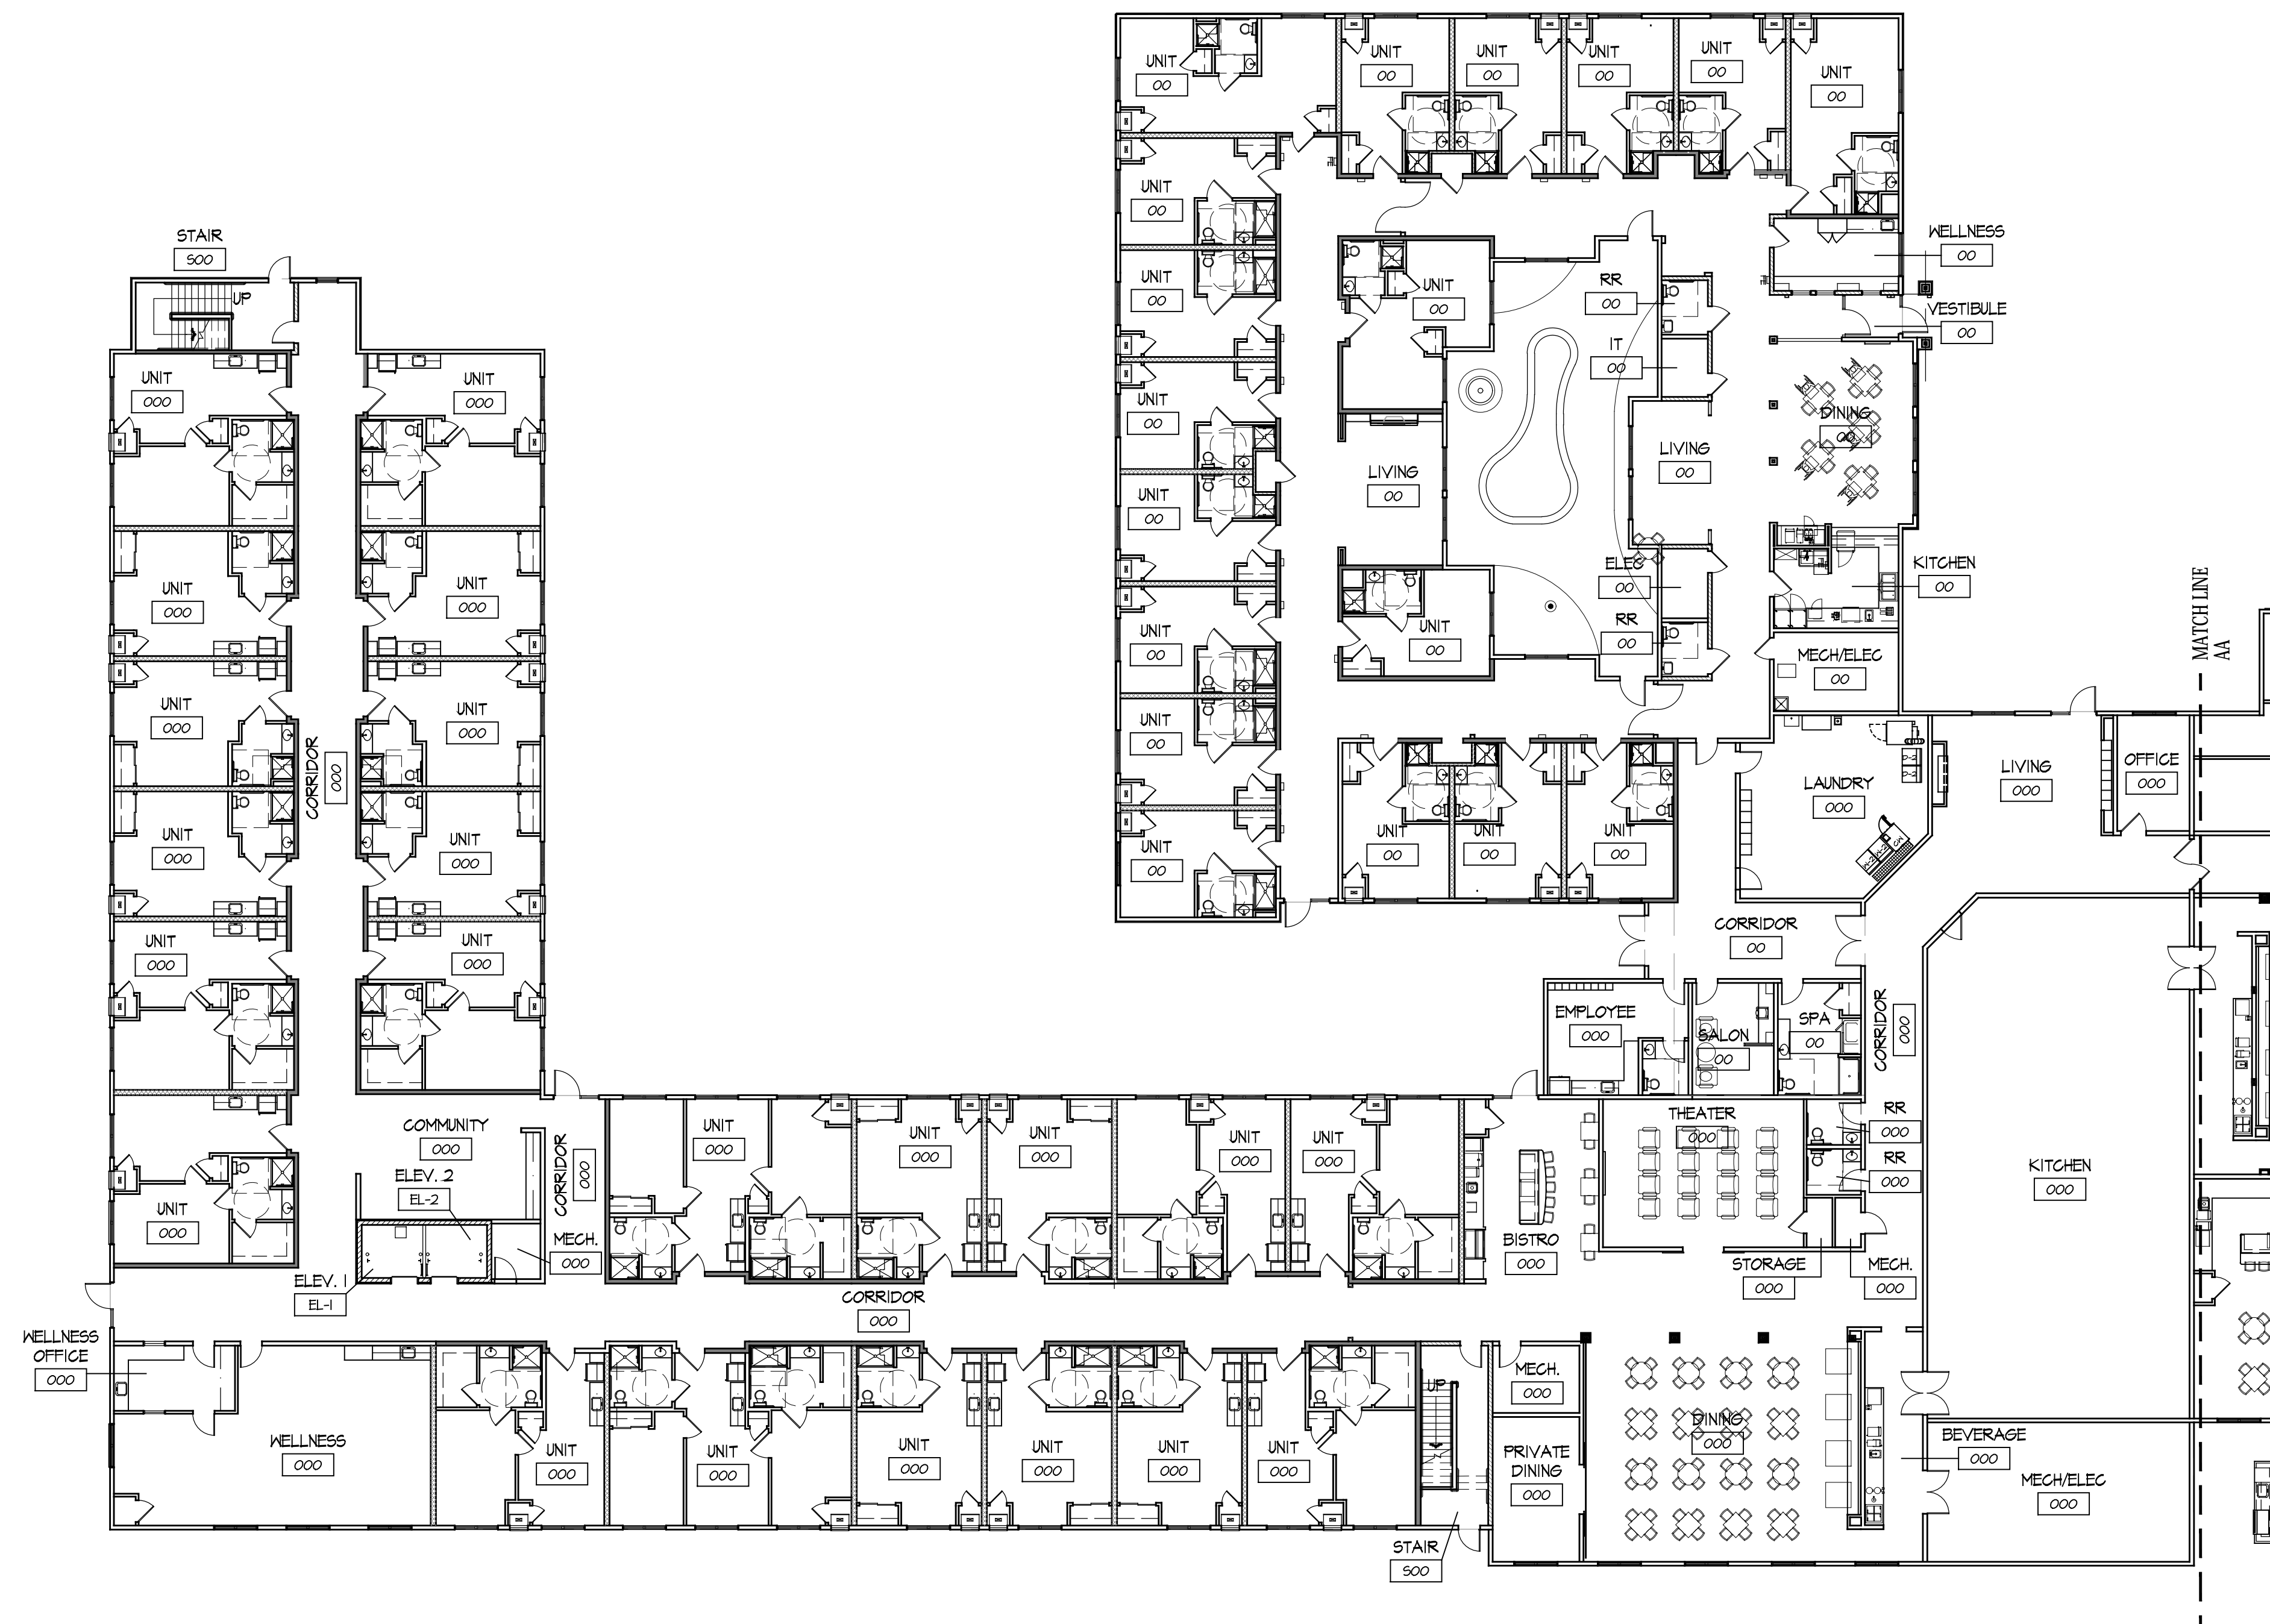 UNIT
00
UNIT
00
UNIT
00
UNIT
00
UNIT
00
UNIT
00
UNIT
00
UNIT
00
UNIT
00
UNIT
00
UNIT
00
UNIT
00
UNIT
00
UNIT
00
UNIT
00
RR
00
IT
00
LIVING
00
LIVING
00
DINING
00
WELLNESS
00
VESTIBULE
00
ELEC
00
RR
00
UNIT
00
KITCHEN
00
MECH/ELEC
00
UNIT
00
UNIT
00
UNIT
00
LAUNDRY
000
LIVING
000
OFFICE
000
MATCH LINE
AA
CORRIDOR
00
EMPLOYEE
000
SALON
00
SPA
00
CORRIDOR
000
STAIR
S00
UP
UNIT
000
UNIT
000
UNIT
000
UNIT
000
UNIT
000
UNIT
000
CORRIDOR
000
UNIT
000
UNIT
000
UNIT
000
UNIT
000
UNIT
000
COMMUNITY
000
ELEV. 2
EL-2
ELEV. 1
EL-1
CORRIDOR
000
MECH.
000
UNIT
000
UNIT
000
UNIT
000
UNIT
000
UNIT
000
BISTRO
000
THEATER
000
RR
000
RR
000
STORAGE
000
MECH.
000
KITCHEN
000
CORRIDOR
000
WELLNESS
OFFICE
000
WELLNESS
000
UNIT
000
UNIT
000
UNIT
000
UNIT
000
UNIT
000
UNIT
000
UP
STAIR
S00
MECH.
000
PRIVATE
DINING
000
DINING
000
BEVERAGE
000
MECH/ELEC
000